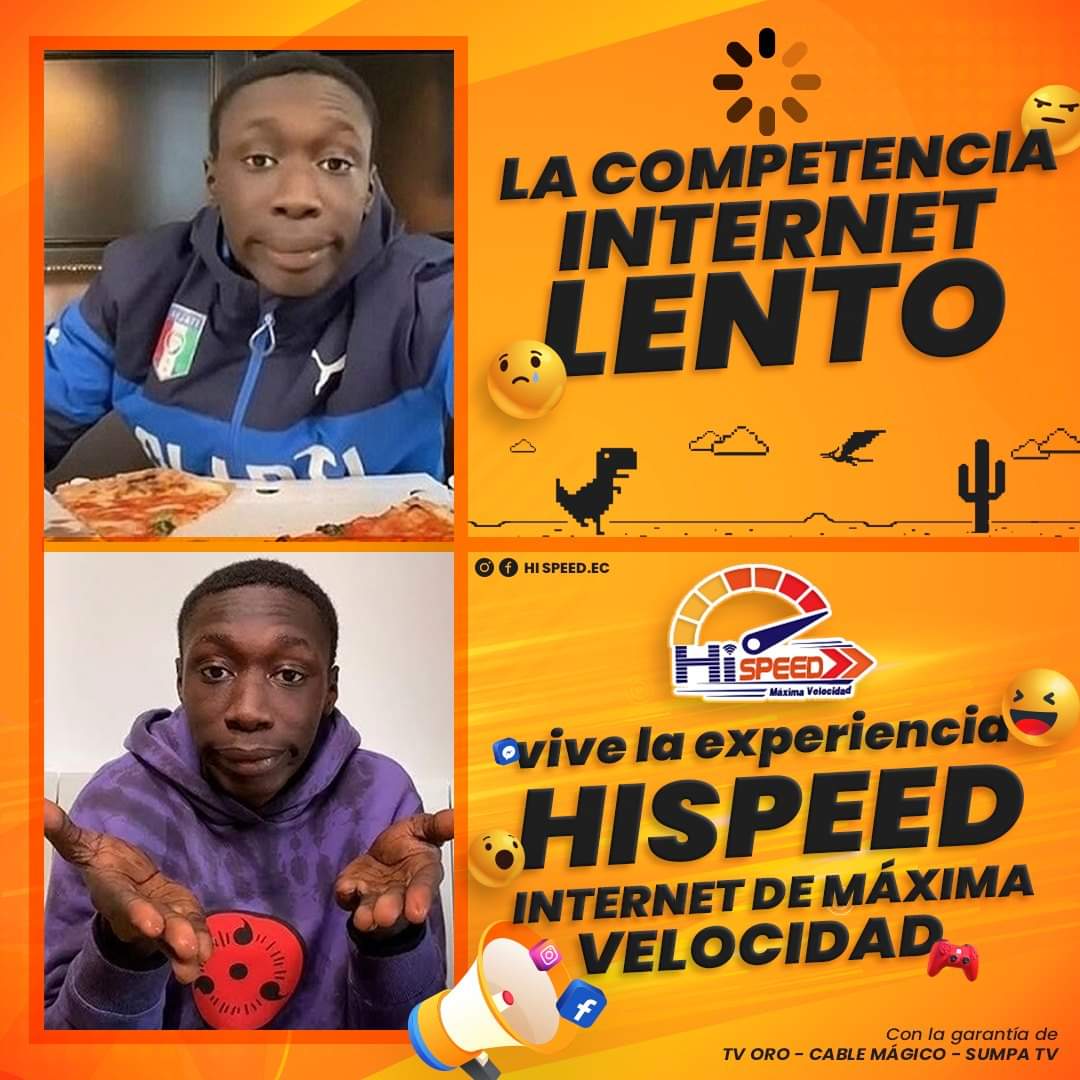 LA COMPETENCIA
INTERNET
LENTO
HI SPEED.EC
Hi SPEED
Máxima Velocidad
vive la experiencia
HISPEED
INTERNET DE MÁXIMA
VELOCIDAD
Con la garantía de
TV ORO - CABLE MÁGICO - SUMPA TV